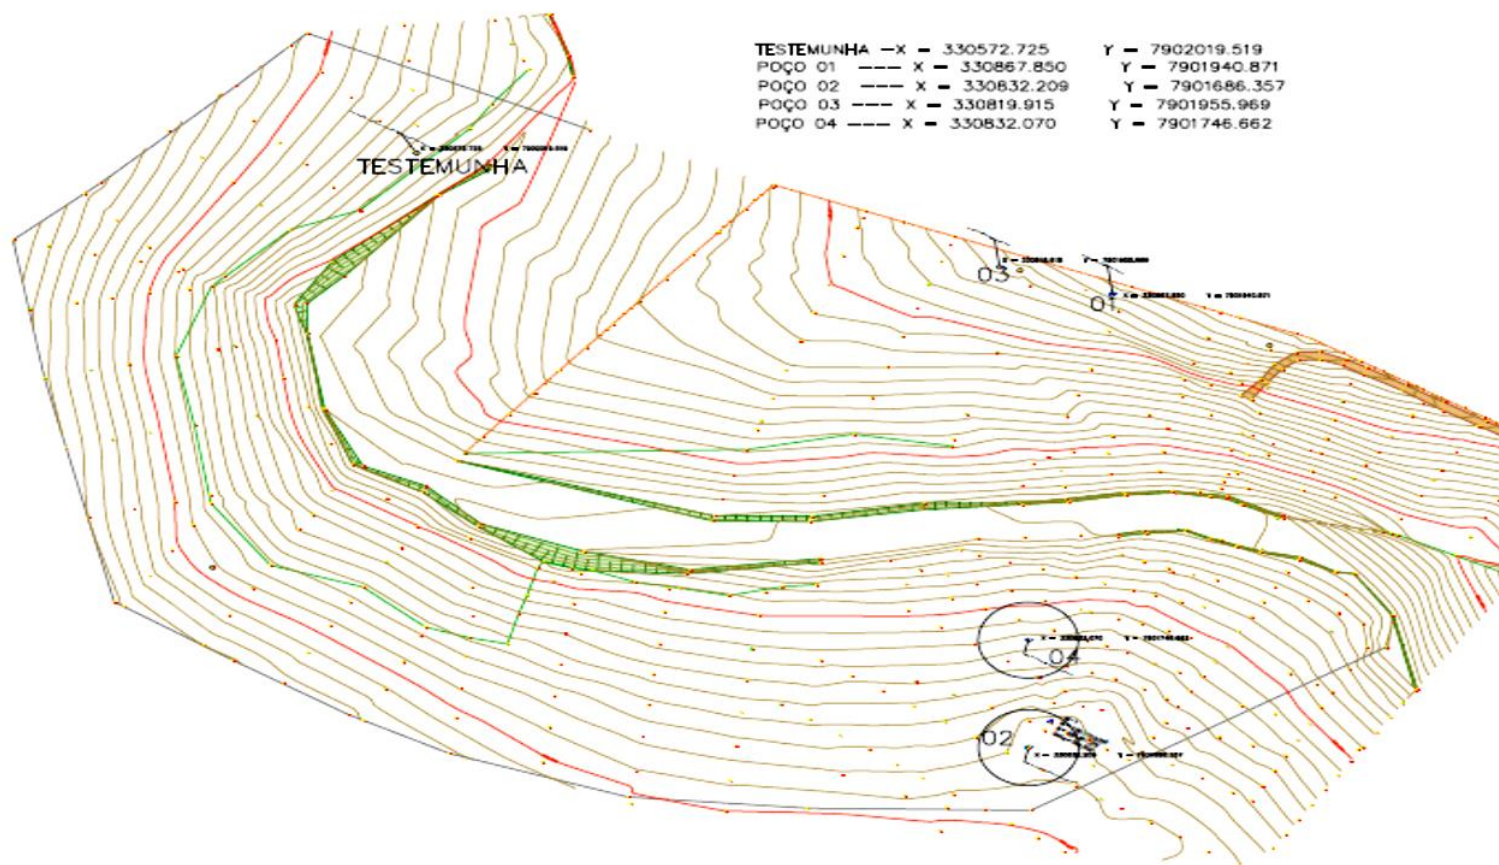 TESTEMUNHA —X — 330572.725 Y — 7902019.519
POÇO 01 ——— X — 330867.850 Y — 7901940.871
POÇO 02 ——— X — 330832.209 Y — 7901686.357
POÇO 03 ——— X — 330819.915 Y — 7901955.969
POÇO 04 ——— X — 330832.070 Y — 7901746.662
TESTEMUNHA
03
01
04
02